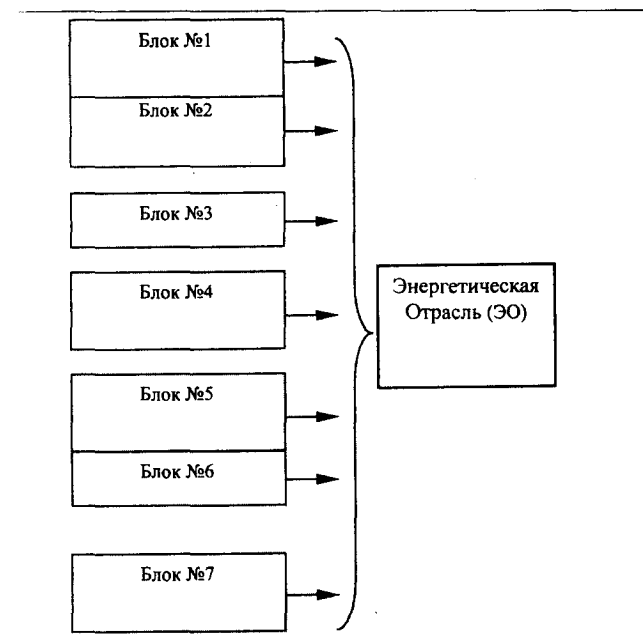 Блок №1
Блок №2
Блок №3
Блок №4
Блок №5
Блок №6
Блок №7
Энергетическая
Отрасль (ЭО)